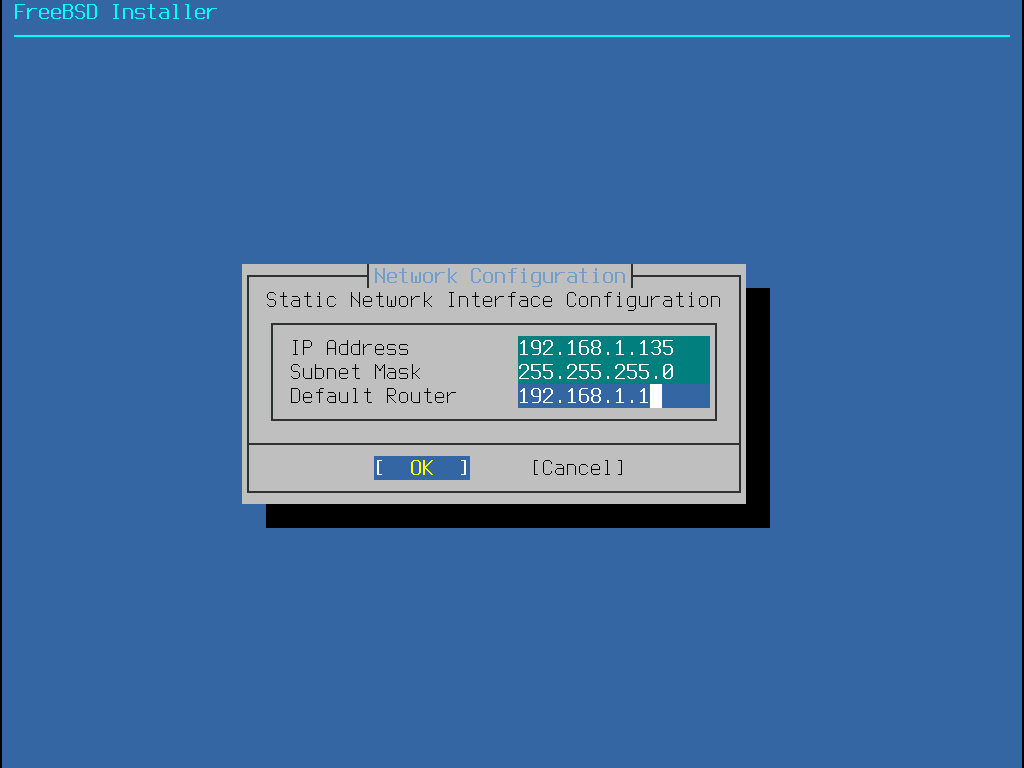 FreeBSD Installer
Network Configuration
Static Network Interface Configuration
IP Address 192.168.1.135
Subnet Mask 255.255.255.0
Default Router 192.168.1.1
[ OK ] [Cancel]